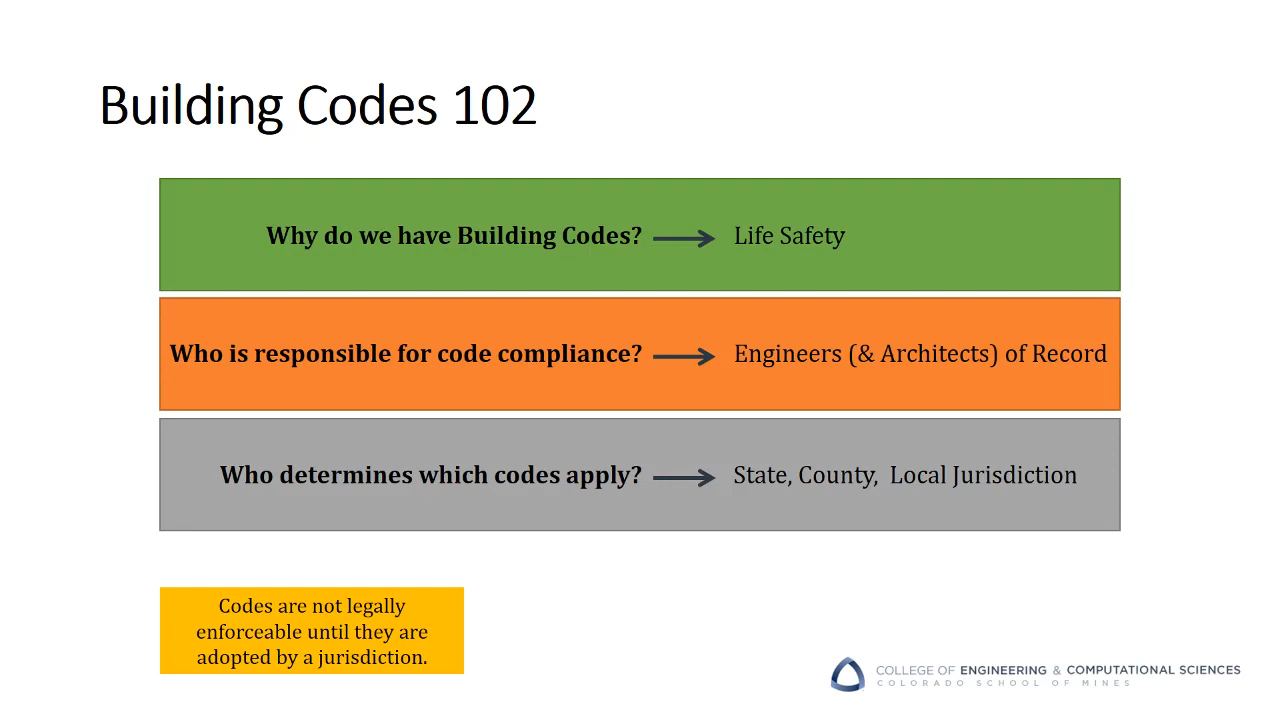 Building Codes 102
Why do we have Building Codes? Life Safety
Who is responsible for code compliance? Engineers (& Architects) of Record
Who determines which codes apply? State, County,  Local Jurisdiction
Codes are not legally
enforceable until they are
adopted by a jurisdiction.
COLLEGE OF ENGINEERING & COMPUTATIONAL SCIENCES
COLORADO SCHOOL OF MINES